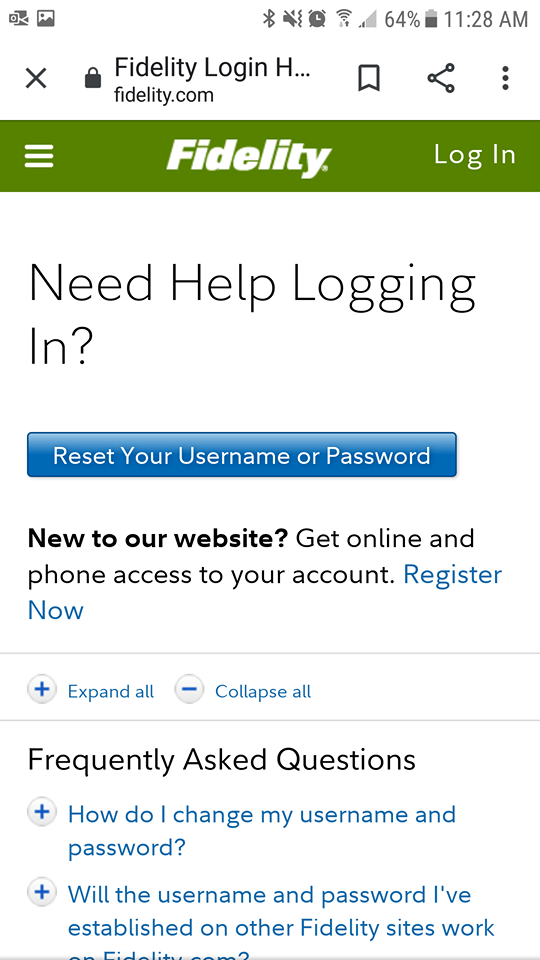 64% 11:28 AM
Fidelity Login H...
fidelity.com
Fidelity Log In
Need Help Logging
In?
Reset Your Username or Password
New to our website? Get online and
phone access to your account. Register
Now
Expand all Collapse all
Frequently Asked Questions
How do I change my username and
password?
Will the username and password I've
established on other Fidelity sites work
on Fidelity.com?